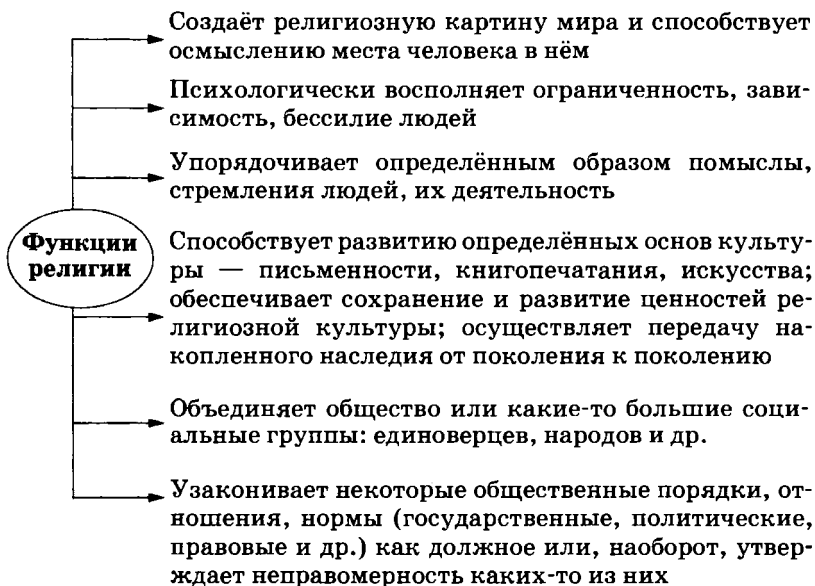 Создаёт религиозную картину мира и способствует
осмыслению места человека в нём
Психологически восполняет ограниченность, зави-
симость, бессилие людей
Упорядочивает определённым образом помыслы,
стремления людей, их деятельность
Функции
религии
Способствует развитию определённых основ культу-
ры — письменности, книгопечатания, искусства;
обеспечивает сохранение и развитие ценностей ре-
лигиозной культуры; осуществляет передачу на-
копленного наследия от поколения к поколению
Объединяет общество или какие-то большие соци-
альные группы: единоверцев, народов и др.
Узаконивает некоторые общественные порядки, от-
ношения, нормы (государственные, политические,
правовые и др.) как должное или, наоборот, утвер-
ждает неправомерность каких-то из них